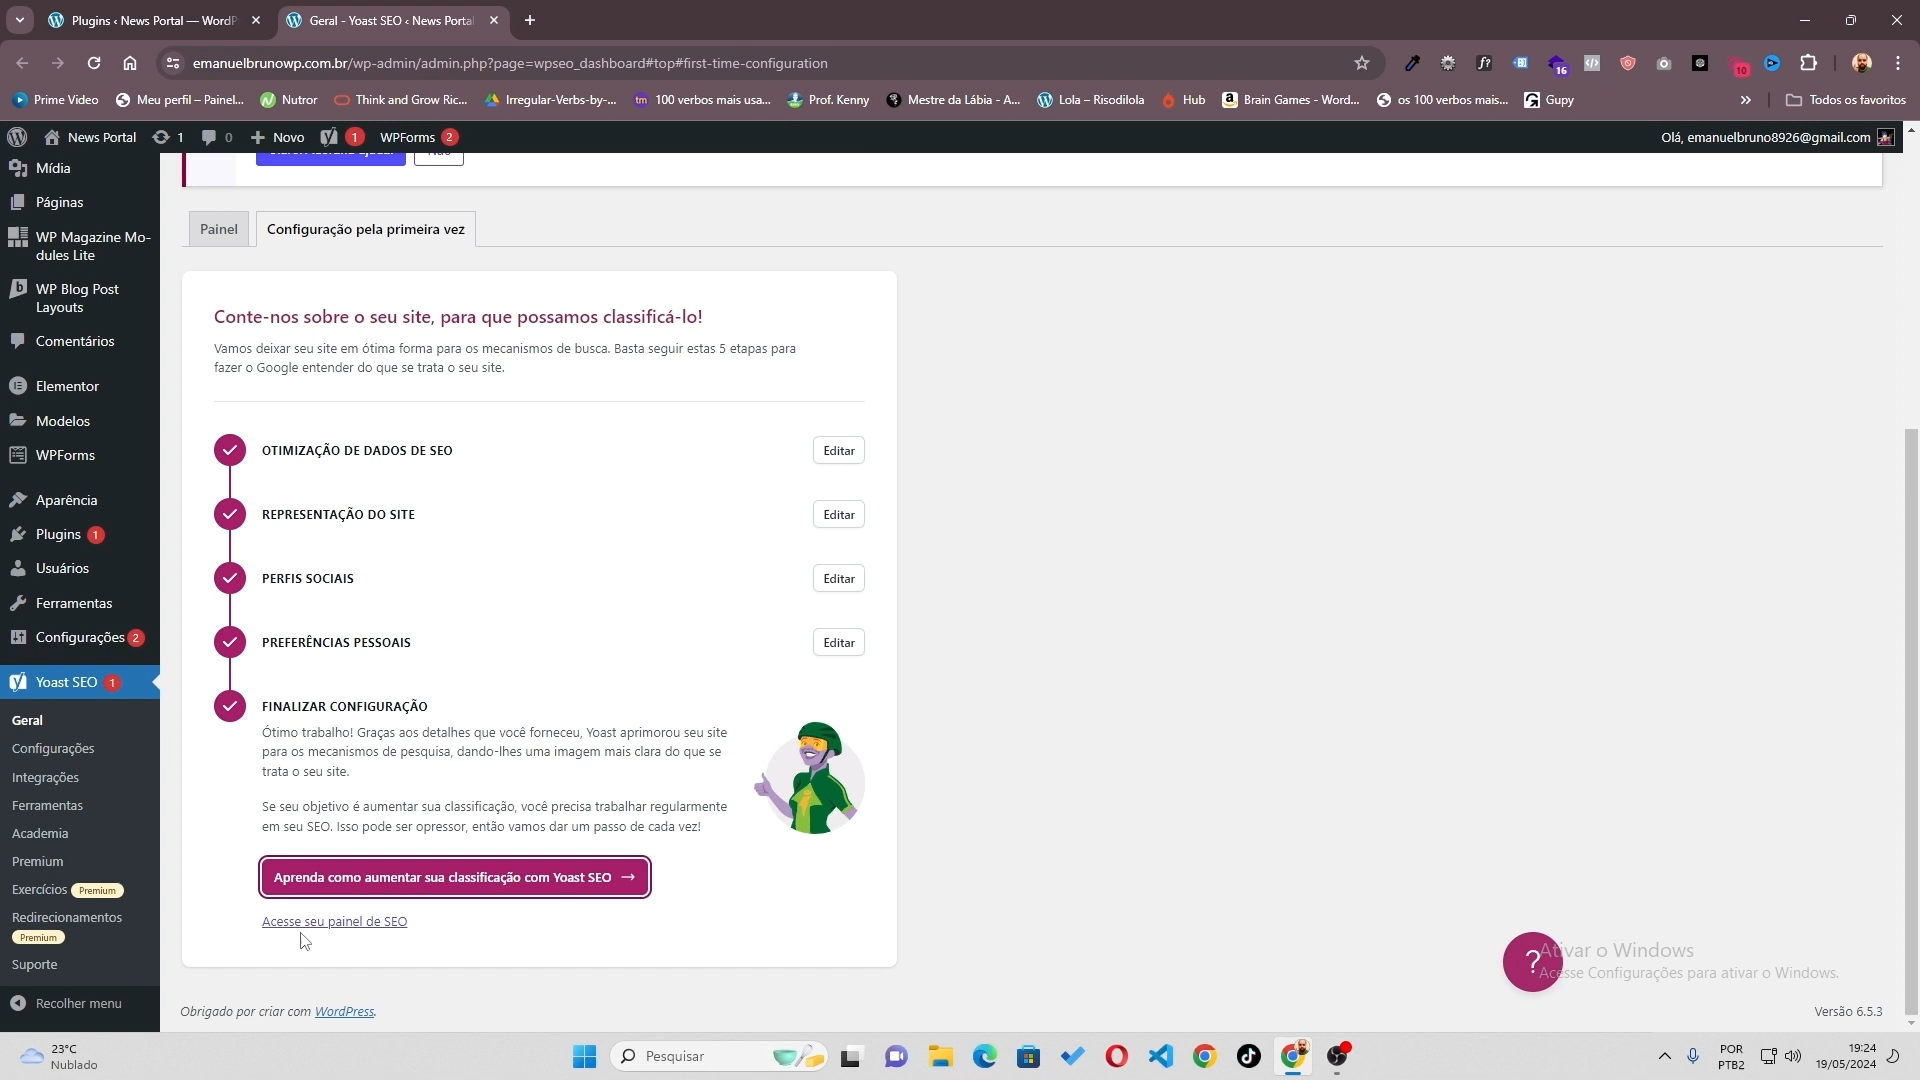 Plugins ‹ News Portal — WordP
Geral - Yoast SEO ‹ News Porta
emanuelbrunowp.com.br/wp-admin/admin.php?page=wpseo_dashboard#top#first-time-configuration
16
10
Prime Video
Meu perfil – Painel...
Nutror
Think and Grow Ric...
Irregular-Verbs-by-...
100 verbos mais usa...
Prof. Kenny
Mestre da Lábia - A...
Lola – Risodilola
Hub
Brain Games - Word...
os 100 verbos mais...
Gupy
Todos os favoritos
News Portal
1
0
Novo
1
WPForms 2
Olá, emanuelbruno8926@gmail.com
Mídia
Páginas
WP Magazine Mo-
dules Lite
WP Blog Post
Layouts
Comentários
Elementor
Modelos
WPForms
Aparência
Plugins 1
Usuários
Ferramentas
Configurações 2
Yoast SEO 1
Geral
Configurações
Integrações
Ferramentas
Academia
Premium
Exercícios Premium
Redirecionamentos
Premium
Suporte
Recolher menu
Painel
Configuração pela primeira vez
Conte-nos sobre o seu site, para que possamos classificá-lo!
Vamos deixar seu site em ótima forma para os mecanismos de busca. Basta seguir estas 5 etapas para
fazer o Google entender do que se trata o seu site.
OTIMIZAÇÃO DE DADOS DE SEO
Editar
REPRESENTAÇÃO DO SITE
Editar
PERFIS SOCIAIS
Editar
PREFERÊNCIAS PESSOAIS
Editar
FINALIZAR CONFIGURAÇÃO
Ótimo trabalho! Graças aos detalhes que você forneceu, Yoast aprimorou seu site
para os mecanismos de pesquisa, dando-lhes uma imagem mais clara do que se
trata o seu site.
Se seu objetivo é aumentar sua classificação, você precisa trabalhar regularmente
em seu SEO. Isso pode ser opressor, então vamos dar um passo de cada vez!
Aprenda como aumentar sua classificação com Yoast SEO →
Acesse seu painel de SEO
?
Ativar o Windows
Acesse Configurações para ativar o Windows.
Obrigado por criar com WordPress.
Versão 6.5.3
23°C
Nublado
Pesquisar
POR
PTB2
19:24
19/05/2024